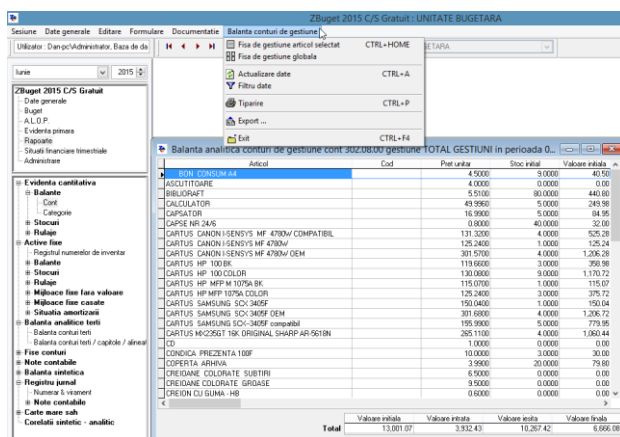 ZBuget 2015 C/S Gratuit : UNITATE BUGETARA
Sesiune Date generale Editare Formulare Documentatie Balanta conturi de gestiune
Utilizator : Dan-pc\Administrator, Baza de da
ETARA
Fisa de gestiune articol selectat CTRL+HOME
Fisa de gestiune globala
Actualizare date CTRL+A
Filtru date
Tiparire CTRL+P
Export ...
Exit CTRL+F4
Iunie 2015
ZBuget 2015 C/S Gratuit
Date generale
Buget
A.L.O.P.
Evidenta primara
Rapoarte
Situatii financiare trimestriale
Administrare
Evidenta cantitativa
Balante
Cont
Categorie
Stocuri
Rulaje
Active fixe
Registrul numerelor de inventar
Balante
Stocuri
Rulaje
Mijloace fixe fara valoare
Mijloace fixe casate
Situatia amortizarii
Balanta analitice terti
Balanta conturi terti
Balanta conturi terti / capitole / alineat
Fise conturi
Note contabile
Balanta sintetica
Registru jurnal
Numerar & virament
Note contabile
Carte mare sah
Corelatii sintetic - analitic
Balanta analitica conturi de gestiune cont 302.08.00 gestiune TOTAL GESTIUNI in perioada 0...
Articol Cod Pret unitar Stoc initial Valoare initiala
BON CONSUM A4 4.5000 9.0000 40.50
ASCUTITOARE 4.0000 0.0000 0.00
BIBLIORAFT 5.5100 80.0000 440.80
CALCULATOR 49.9960 5.0000 249.98
CAPSATOR 16.9900 5.0000 84.95
CAPSE NR 24/6 0.8000 40.0000 32.00
CARTUS CANON I-SENSYS MF 4780W COMPATIBIL 131.3200 4.0000 525.28
CARTUS CANON I-SENSYS MF 4780W 125.2400 1.0000 125.24
CARTUS CANON I-SENSYS MF 4780W OEM 301.5700 4.0000 1,206.28
CARTUS HP 100 BK 119.6600 3.0000 358.98
CARTUS HP 100 COLOR 130.0800 9.0000 1,170.72
CARTUS HP MFP M 1075A BK 115.0700 1.0000 115.07
CARTUS HP MFP 1075A COLOR 125.2400 3.0000 375.72
CARTUS SAMSUNG SCX 3405F 150.0400 1.0000 150.04
CARTUS SAMSUNG SCX 3405F OEM 301.6800 4.0000 1,206.72
CARTUS SAMSUNG SCX-3405F compatibil 155.9900 5.0000 779.95
CARTUS MX235GT 16K ORIGINAL SHARP AR-5618N 265.1100 4.0000 1,060.44
CD 1.0000 0.0000 0.00
CONDICA PREZENTA 100F 10.0000 3.0000 30.00
COPERTA ARHIVA 3.9900 20.0000 79.80
CREIOANE COLORATE SUBTIRI 6.5000 0.0000 0.00
CREIOANE COLORATE GROASE 9.5000 0.0000 0.00
CREION CU GUMA - HB 0.6000 0.0000 0.00
Valoare initiala Valoare intrata Valoare iesita Valoare finala
Total 13,001.07 3,932.43 10,267.42 6,666.08